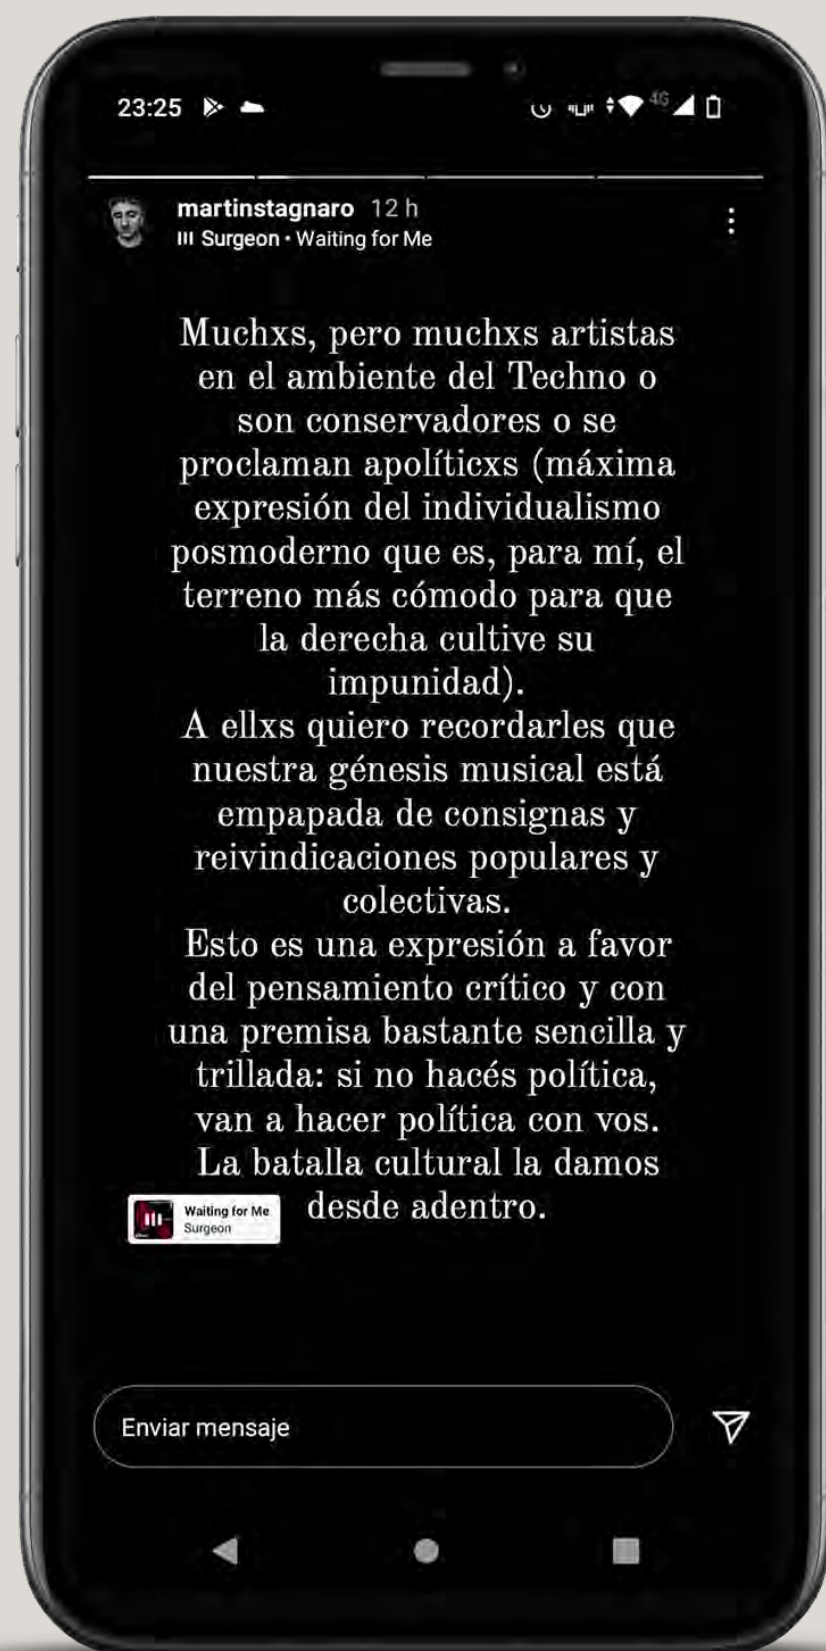 23:25
4G
martinstagnaro 12 h
Surgeon • Waiting for Me
Muchxs, pero muchxs artistas
en el ambiente del Techno o
son conservadores o se
proclaman apolíticxs (máxima
expresión del individualismo
posmoderno que es, para mí, el
terreno más cómodo para que
la derecha cultive su
impunidad).
A ellxs quiero recordarles que
nuestra génesis musical está
empapada de consignas y
reivindicaciones populares y
colectivas.
Esto es una expresión a favor
del pensamiento crítico y con
una premisa bastante sencilla y
trillada: si no hacés política,
van a hacer política con vos.
La batalla cultural la damos
desde adentro.
Waiting for Me
Surgeon
Enviar mensaje